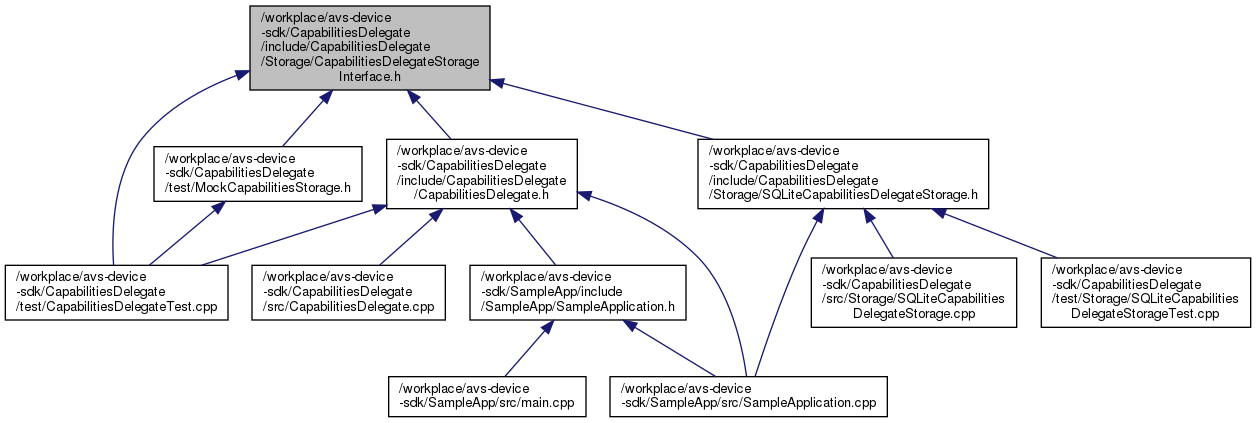 /workplace/avs-device
-sdk/CapabilitiesDelegate
/include/CapabilitiesDelegate
/Storage/CapabilitiesDelegateStorage
Interface.h
/workplace/avs-device
-sdk/CapabilitiesDelegate
/test/MockCapabilitiesStorage.h
/workplace/avs-device
-sdk/CapabilitiesDelegate
/include/CapabilitiesDelegate
/CapabilitiesDelegate.h
/workplace/avs-device
-sdk/CapabilitiesDelegate
/include/CapabilitiesDelegate
/Storage/SQLiteCapabilitiesDelegateStorage.h
/workplace/avs-device
-sdk/CapabilitiesDelegate
/test/CapabilitiesDelegateTest.cpp
/workplace/avs-device
-sdk/CapabilitiesDelegate
/src/CapabilitiesDelegate.cpp
/workplace/avs-device
-sdk/SampleApp/include
/SampleApp/SampleApplication.h
/workplace/avs-device
-sdk/CapabilitiesDelegate
/src/Storage/SQLiteCapabilities
DelegateStorage.cpp
/workplace/avs-device
-sdk/CapabilitiesDelegate
/test/Storage/SQLiteCapabilities
DelegateStorageTest.cpp
/workplace/avs-device
-sdk/SampleApp/src/main.cpp
/workplace/avs-device
-sdk/SampleApp/src/SampleApplication.cpp